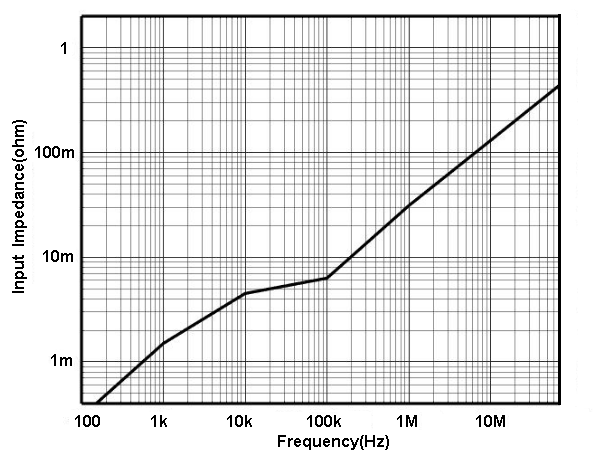 1
100m
10m
1m
Input Impedance(ohm)
100 1k 10k 100k 1M 10M
Frequency(Hz)